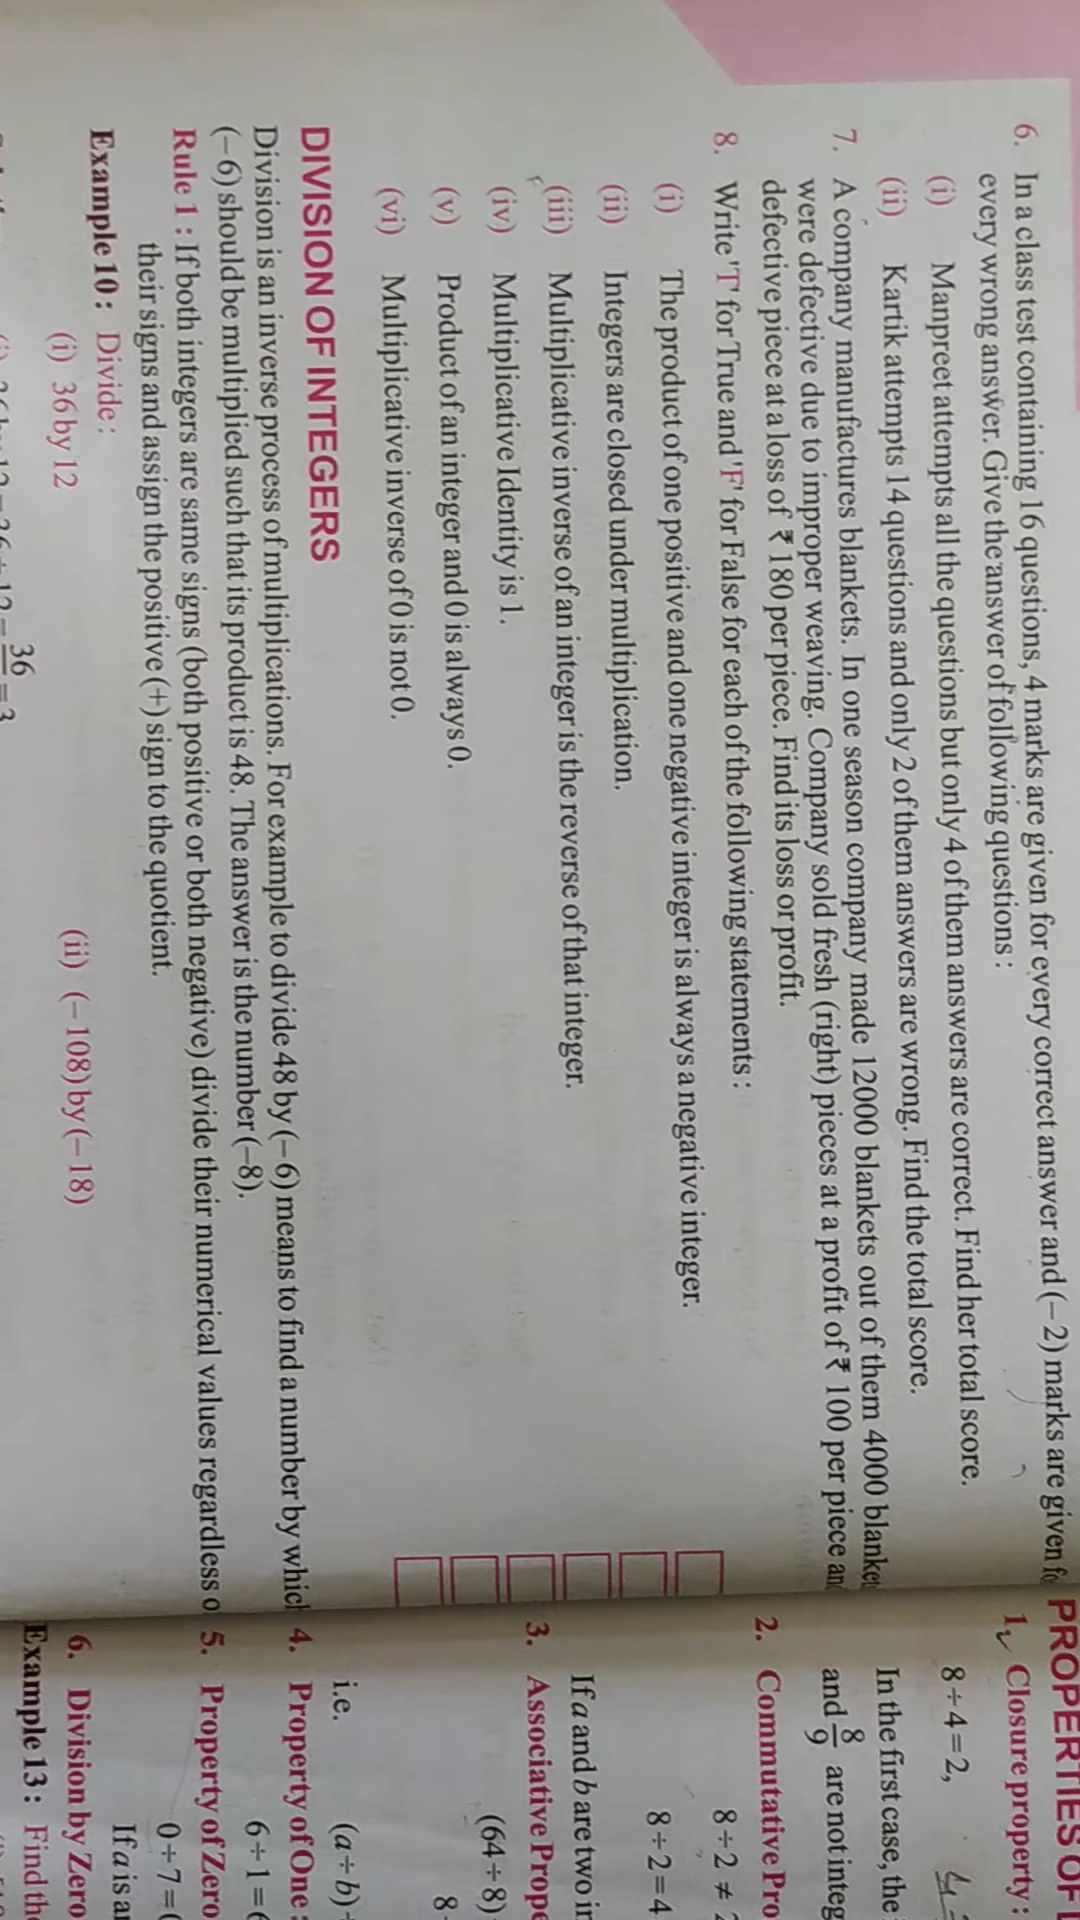 6. In a class test containing 16 questions, 4 marks are given for every correct answer and (−2) marks are given
every wrong answer. Give the answer of following questions :
(i) Manpreet attempts all the questions but only 4 of them answers are correct. Find her total score.
(ii) Kartik attempts 14 questions and only 2 of them answers are wrong. Find the total score.
7. A company manufactures blankets. In one season company made 12000 blankets out of them 4000
were defective due to improper weaving. Company sold fresh (right) pieces at a profit of ₹ 100 per piece
defective piece at a loss of ₹ 180 per piece. Find its loss or profit.
8. Write 'T' for True and 'F' for False for each of the following statements :
(i) The product of one positive and one negative integer is always a negative integer.
(ii) Integers are closed under multiplication.
(iii) Multiplicative inverse of an integer is the reverse of that integer.
(iv) Multiplicative Identity is 1.
(v) Product of an integer and 0 is always 0.
(vi) Multiplicative inverse of 0 is not 0.
DIVISION OF INTEGERS
Division is an inverse process of multiplications. For example to divide 48 by (−6) means to find a number by which
(−6) should be multiplied such that its product is 48. The answer is the number (−8).
Rule 1 : If both integers are same signs (both positive or both negative) divide their numerical values regardless o
their signs and assign the positive (+) sign to the quotient.
Example 10 : Divide :
(i) 36 by 12 (ii) (−108) by (−18)
PROPERTIES OF
1. Closure property :
8 ÷ 4 = 2,
In the first case, the
and 8/9 are not integ
2. Commutative Pro
8 ÷ 2 ≠
8 ÷ 2 = 4
If a and b are two in
3. Associative Prope
(64 ÷ 8)
8
i.e. (a ÷ b)
4. Property of One :
6 ÷ 1 =
5. Property of Zero
0 ÷ 7 =
If a is a
6. Division by Zero
Example 13 : Find the